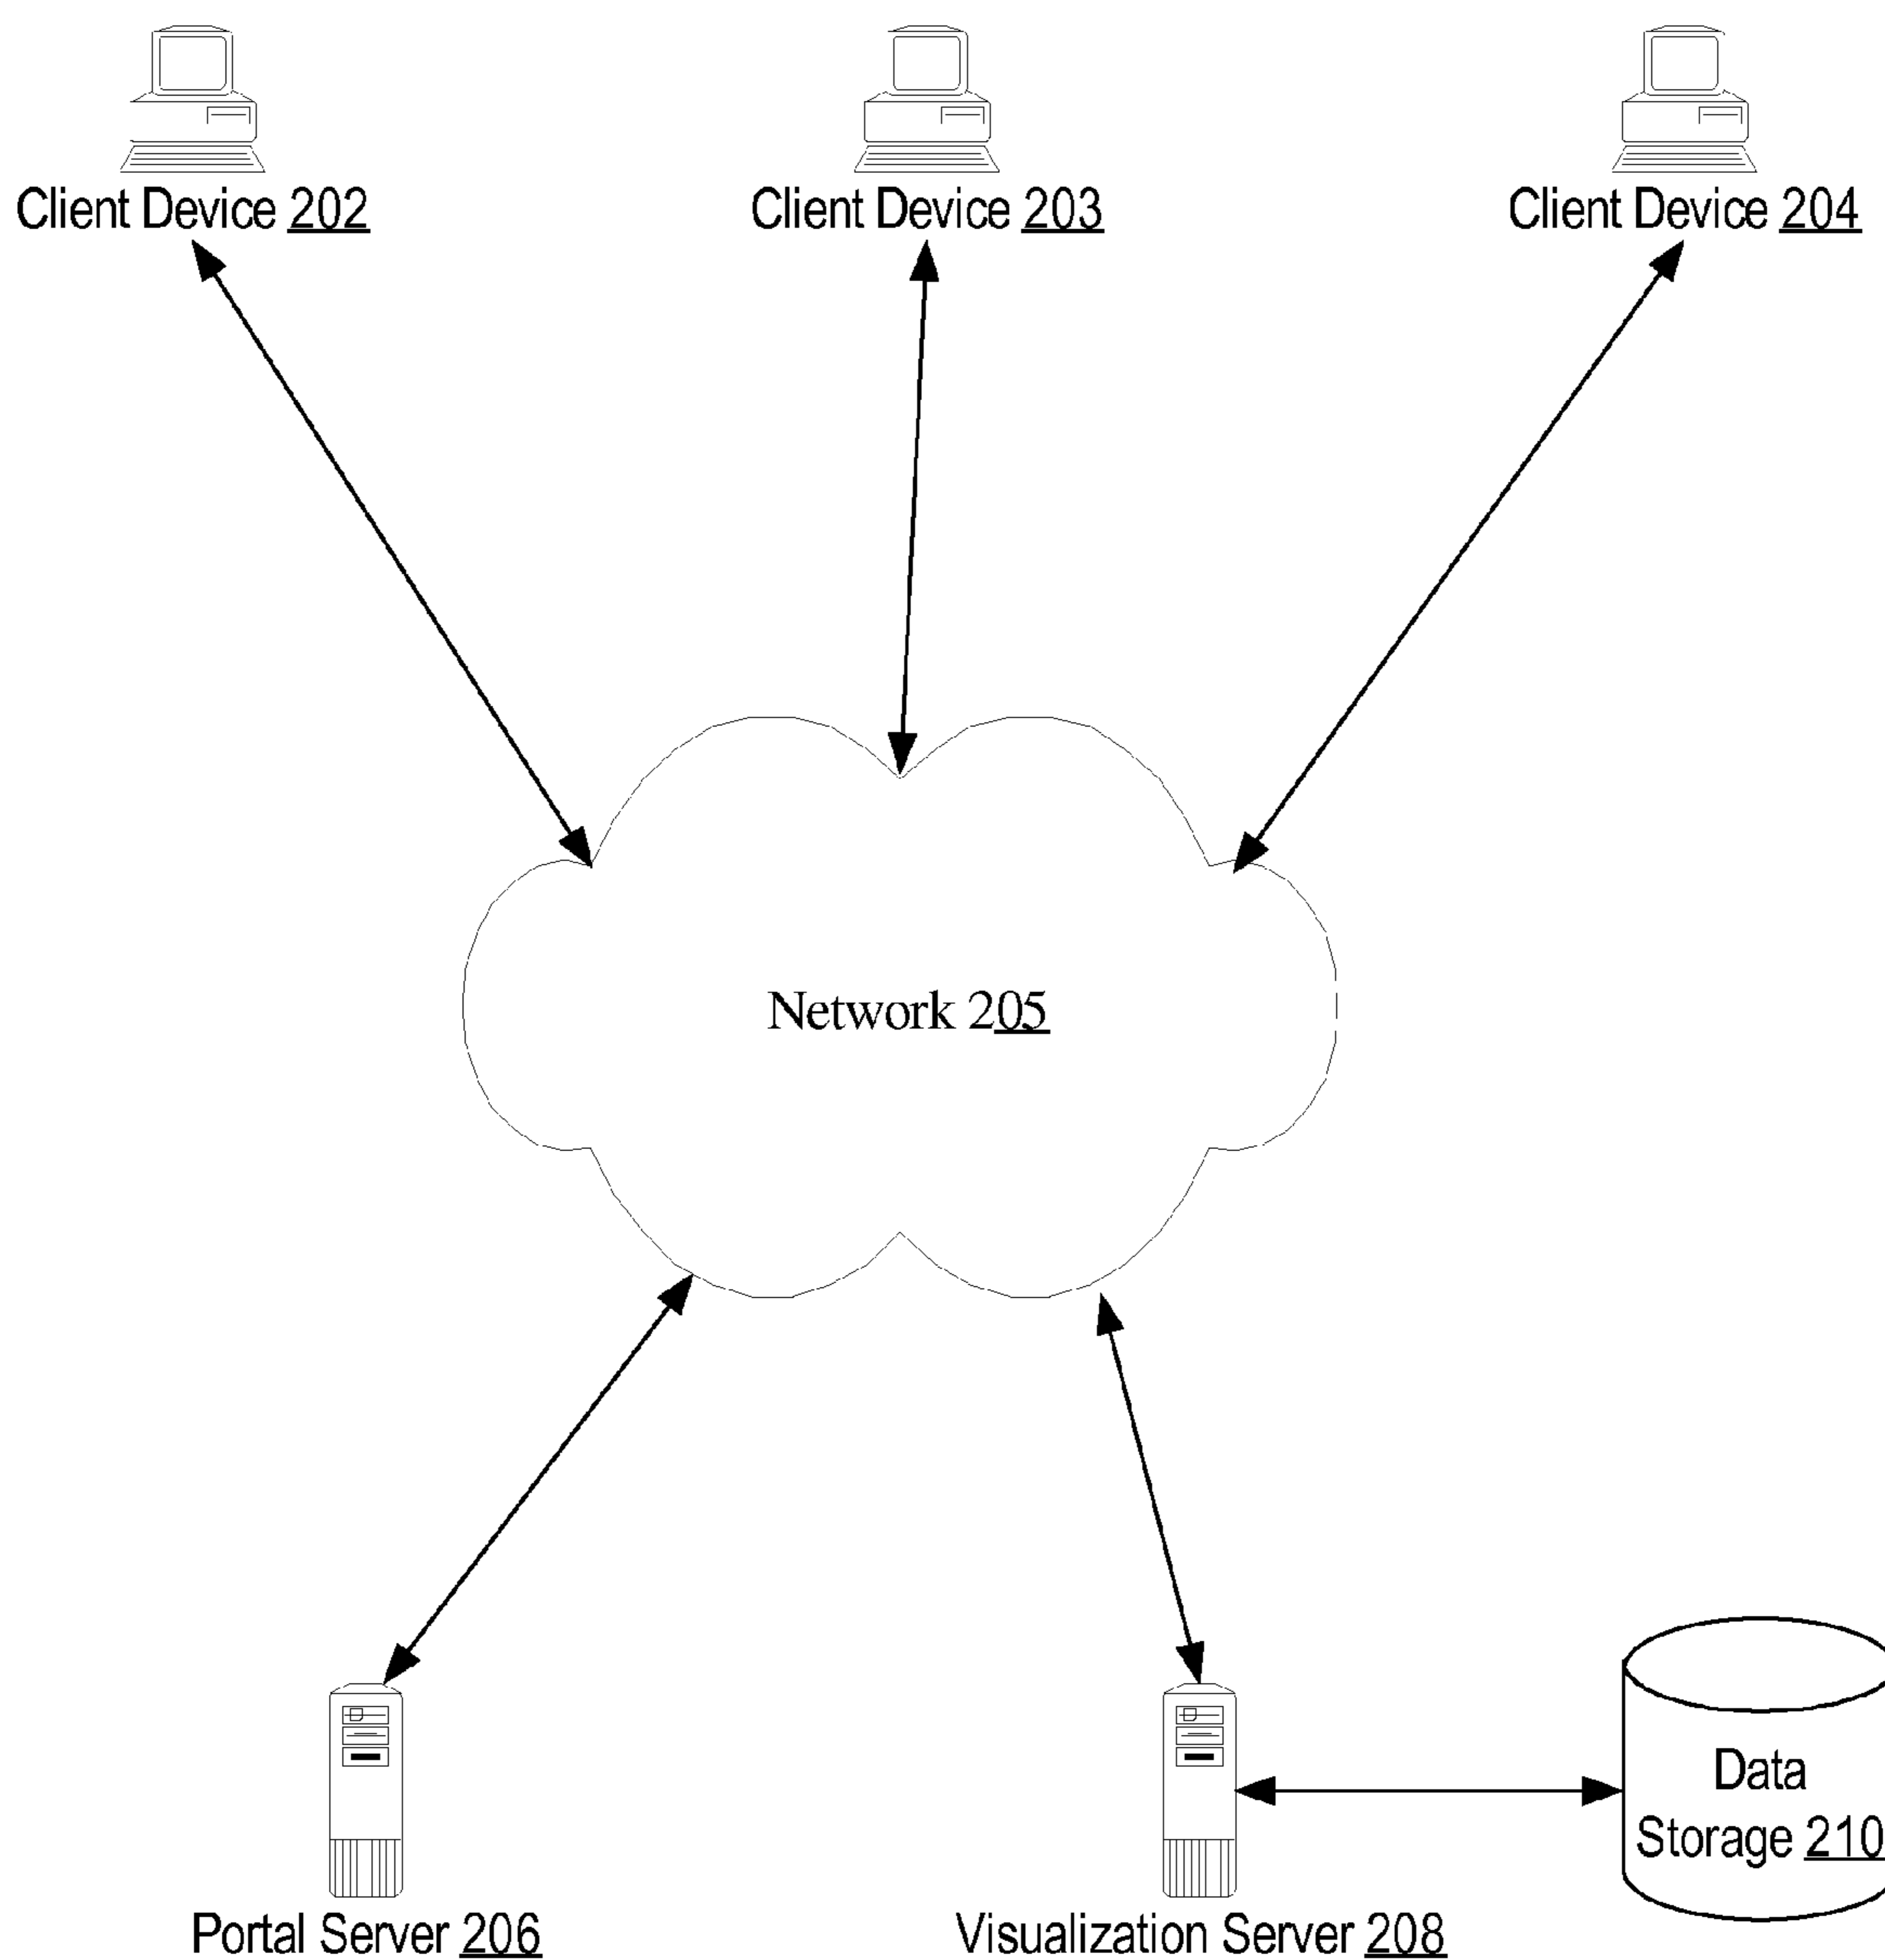 Client Device 202
Client Device 203
Client Device 204
Network 205
Data
Storage 210
Portal Server 206
Visualization Server 208